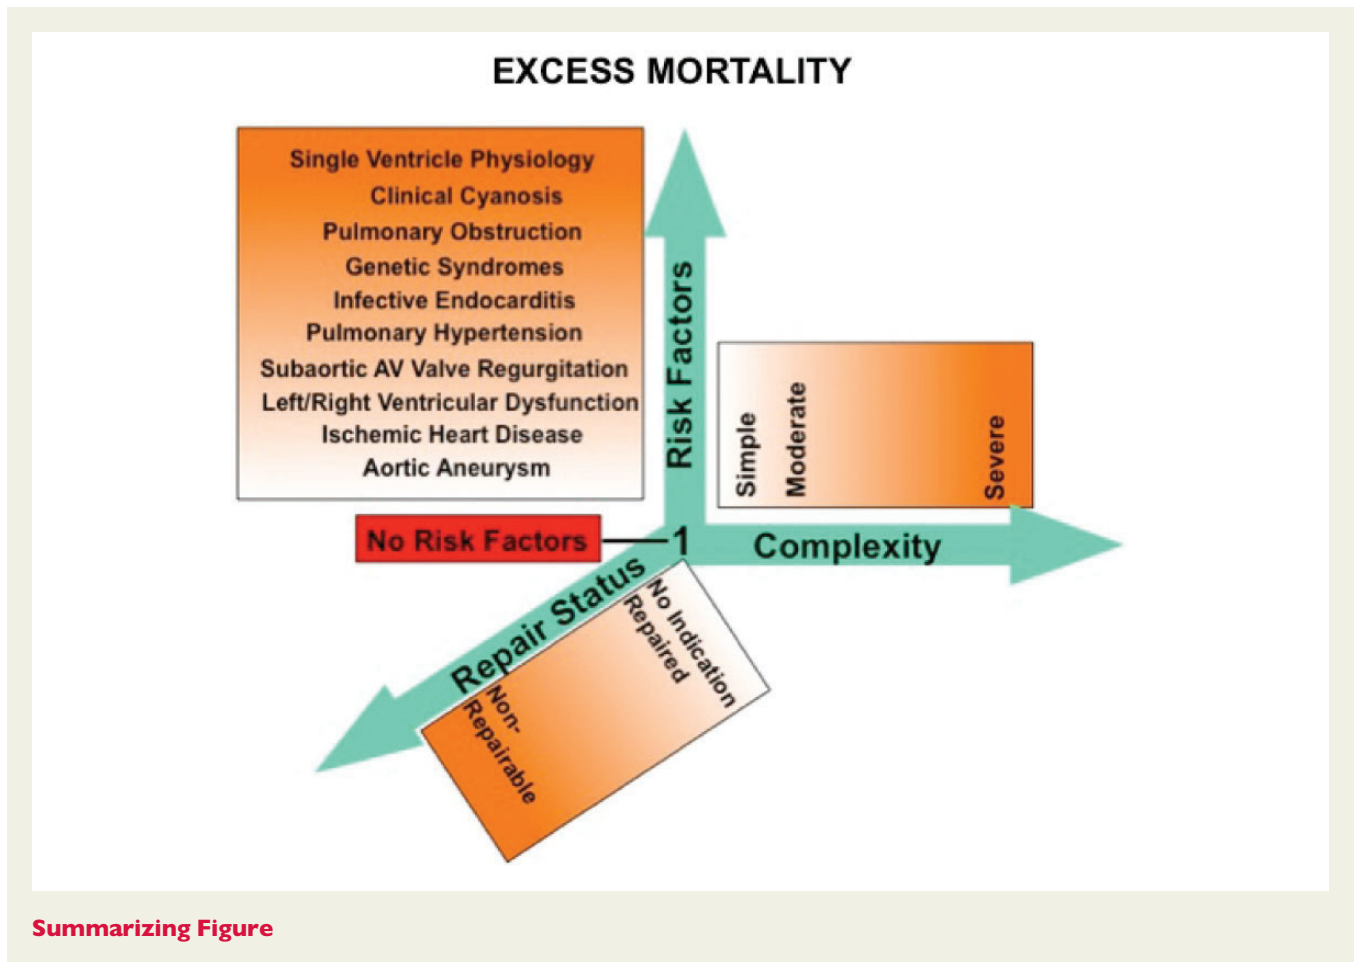 EXCESS MORTALITY
Single Ventricle Physiology
Clinical Cyanosis
Pulmonary Obstruction
Genetic Syndromes
Infective Endocarditis
Pulmonary Hypertension
Subaortic AV Valve Regurgitation
Left/Right Ventricular Dysfunction
Ischemic Heart Disease
Aortic Aneurysm
Risk Factors
Simple
Moderate
Severe
No Risk Factors
1
Complexity
Repair Status
No Indication
Repaired
Non-
Repairable
Summarizing Figure